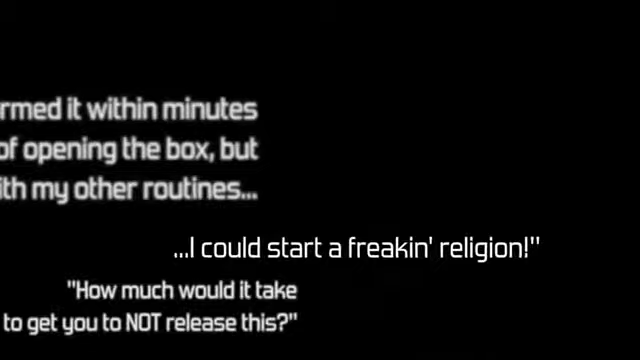 rmed it within minutes
of opening the box, but
ith my other routines...
...I could start a freakin' religion!"
"How much would it take
to get you to NOT release this?"